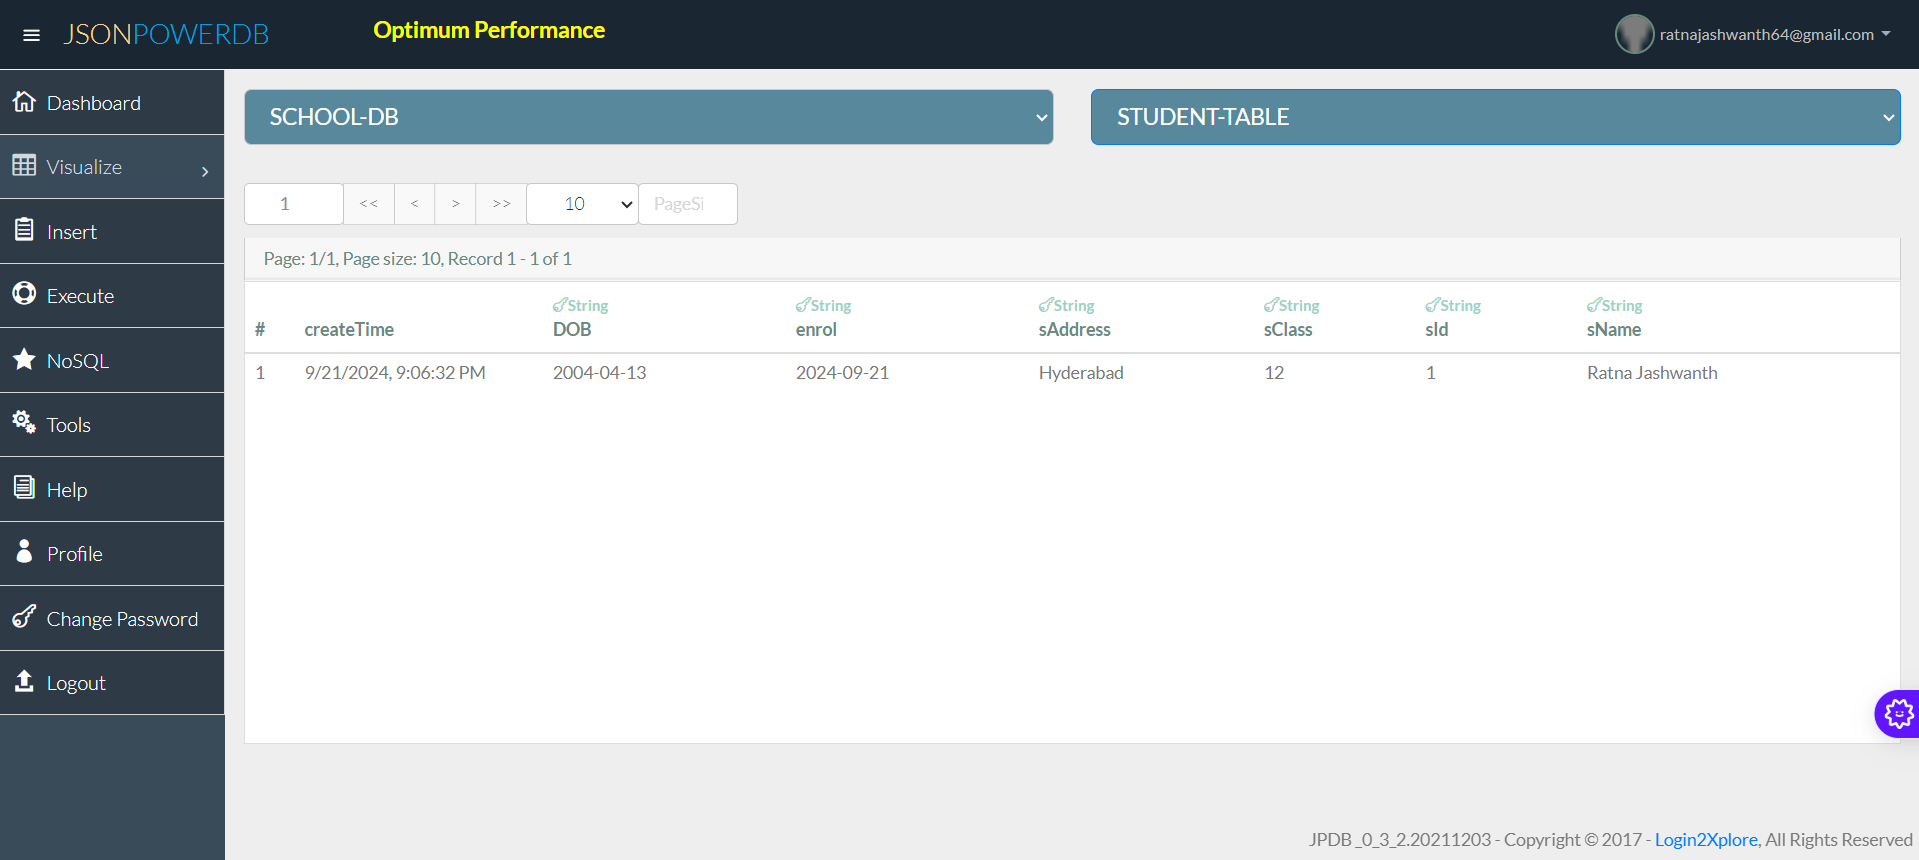 JSONPOWERDB
Optimum Performance
ratnajashwanth64@gmail.com
Dashboard
Visualize
Insert
Execute
NoSQL
Tools
Help
Profile
Change Password
Logout
SCHOOL-DB
STUDENT-TABLE
1 << < > >> 10 PageSi
Page: 1/1, Page size: 10, Record 1 - 1 of 1
String String String String String String
# createTime DOB enrol sAddress sClass sId sName
1 9/21/2024, 9:06:32 PM 2004-04-13 2024-09-21 Hyderabad 12 1 Ratna Jashwanth
JPDB_0_3_2.20211203 - Copyright © 2017 - Login2Xplore, All Rights Reserved